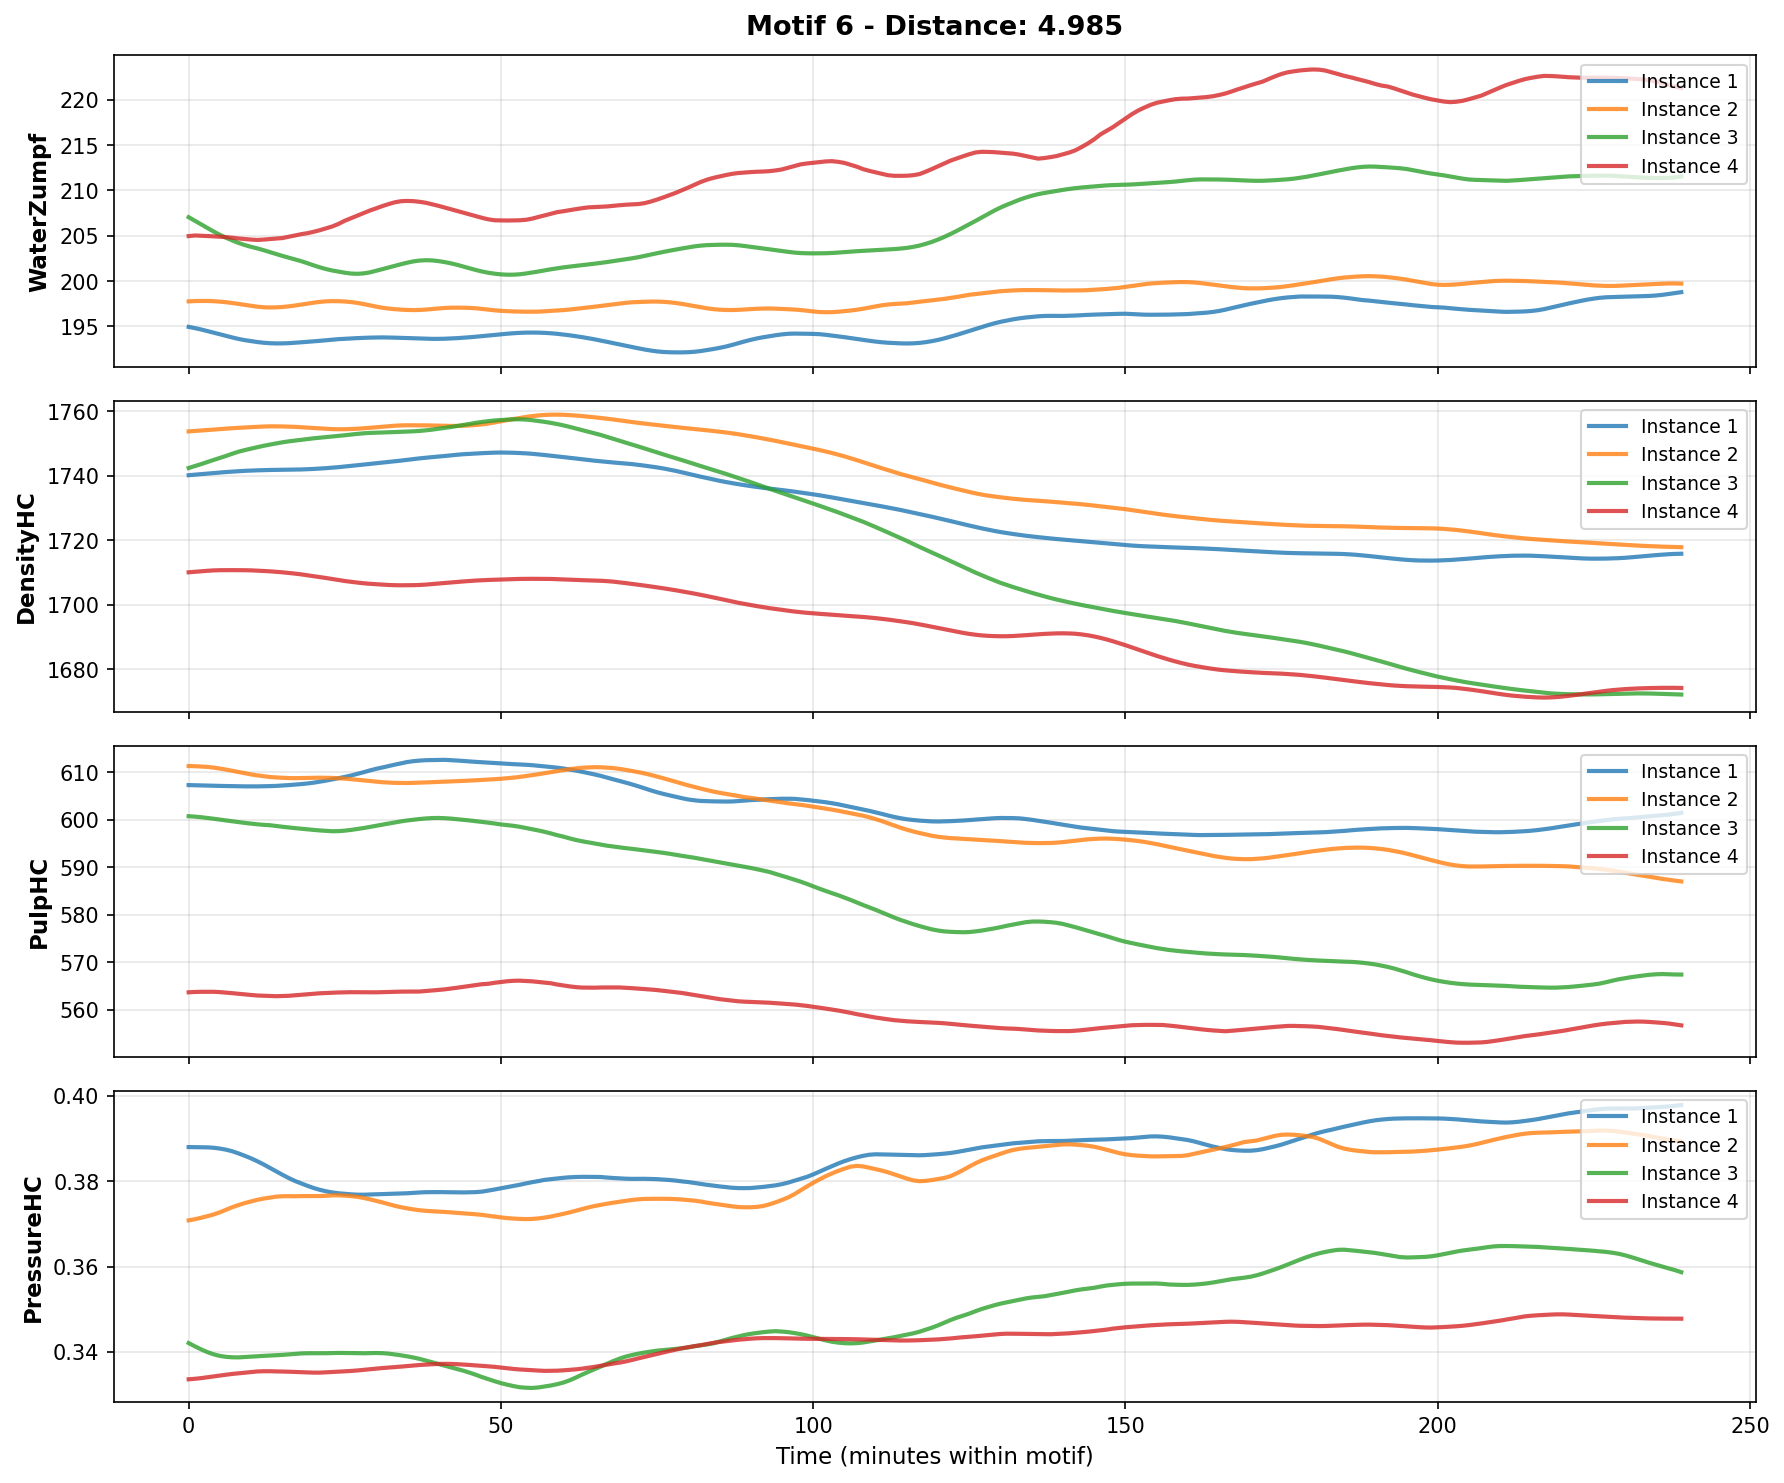 Motif 6 - Distance: 4.985
WaterZumpf
220
215
210
205
200
195
Instance 1
Instance 2
Instance 3
Instance 4
DensityHC
1760
1740
1720
1700
1680
Instance 1
Instance 2
Instance 3
Instance 4
PulpHC
610
600
590
580
570
560
Instance 1
Instance 2
Instance 3
Instance 4
PressureHC
0.40
0.38
0.36
0.34
Instance 1
Instance 2
Instance 3
Instance 4
0 50 100 150 200 250
Time (minutes within motif)